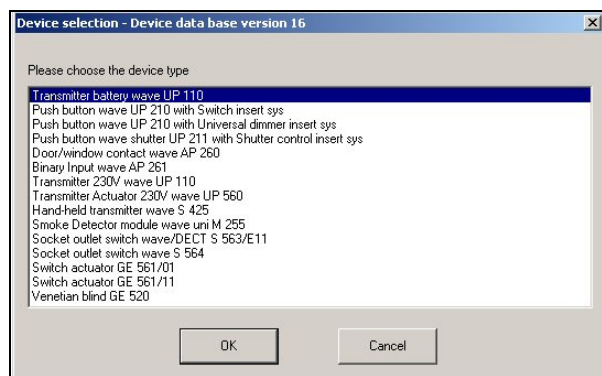 Device selection - Device data base version 16
Please choose the device type
Transmitter battery wave UP 110
Push button wave UP 210 with Switch insert sys
Push button wave UP 210 with Universal dimmer insert sys
Push button wave shutter UP 211 with Shutter control insert sys
Door/window contact wave AP 260
Binary Input wave AP 261
Transmitter 230V wave UP 110
Transmitter Actuator 230V wave UP 560
Hand-held transmitter wave S 425
Smoke Detector module wave uni M 255
Socket outlet switch wave/DECT S 563/E11
Socket outlet switch wave S 564
Switch actuator GE 561/01
Switch actuator GE 561/11
Venetian blind GE 520
OK Cancel